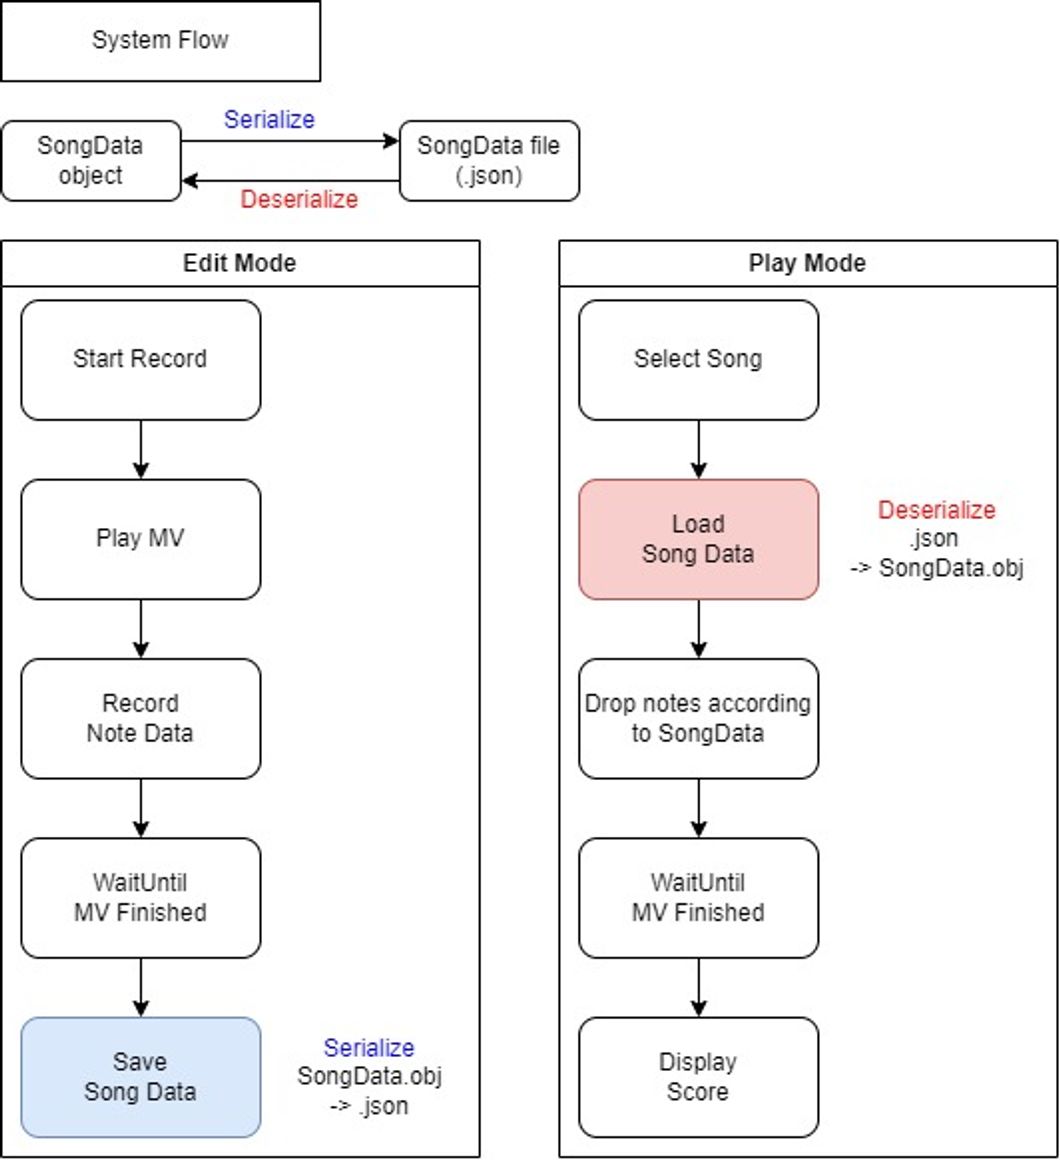 System Flow
Serialize
SongData
object
SongData file
(.json)
Deserialize
Edit Mode
Start Record
Play MV
Record
Note Data
WaitUntil
MV Finished
Save
Song Data
Serialize
SongData.obj
-> .json
Play Mode
Select Song
Load
Song Data
Deserialize
.json
-> SongData.obj
Drop notes according
to SongData
WaitUntil
MV Finished
Display
Score